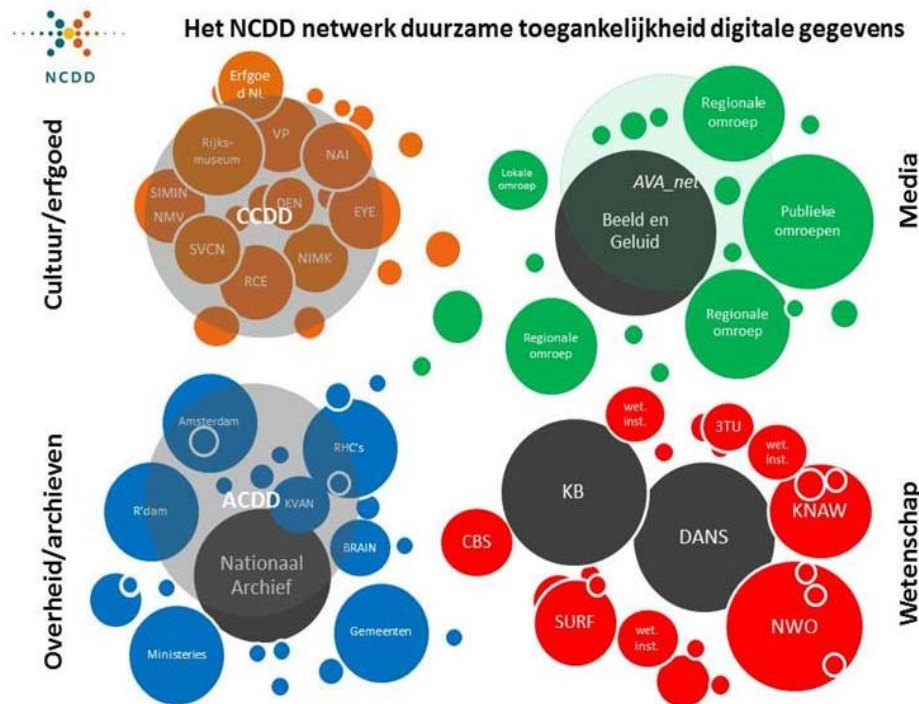 Het NCDD netwerk duurzame toegankelijkheid digitale gegevens
NCDD
Cultuur/erfgoed
Erfgoe
d NL
VP
Rijks-
museum
NAI
SIMIN
NMV
DEN
CCDD
EYE
SVCN
NIMK
RCE
Media
Regionale
omroep
Lokale
omroep
AVA_net
Beeld en
Geluid
Publieke
omroepen
Regionale
omroep
Regionale
omroep
Overheid/archieven
Amsterdam
RHC's
ACDD
KVAN
R'dam
BRAIN
Nationaal
Archief
Ministeries
Gemeenten
Wetenschap
wet.
inst.
3TU
wet.
inst.
KB
KNAW
CBS
DANS
SURF
wet.
inst.
NWO